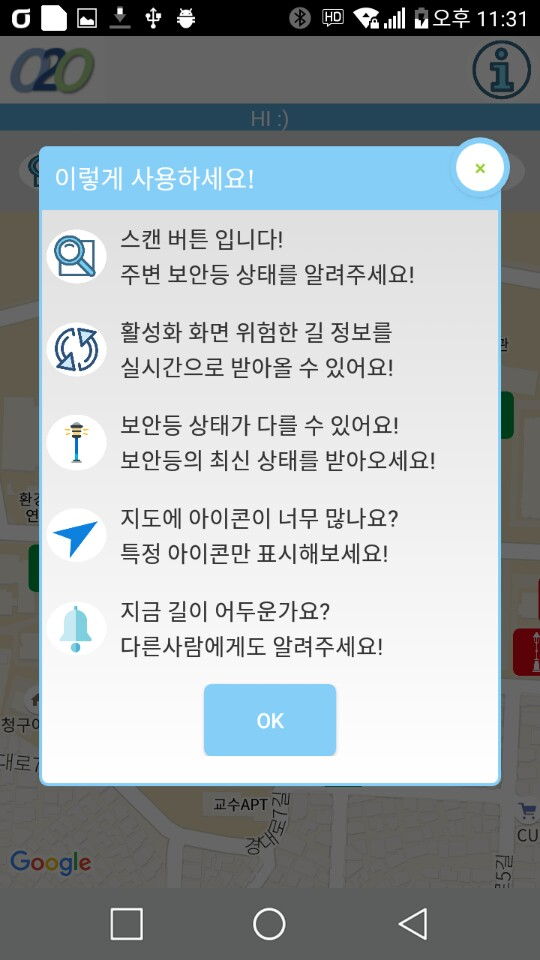 HD
오후 11:31
O2O
HI :)
이렇게 사용하세요!
×
스캔 버튼 입니다!
주변 보안등 상태를 알려주세요!
활성화 화면 위험한 길 정보를
실시간으로 받아올 수 있어요!
보안등 상태가 다를 수 있어요!
보안등의 최신 상태를 받아오세요!
지도에 아이콘이 너무 많나요?
특정 아이콘만 표시해보세요!
지금 길이 어두운가요?
다른사람에게도 알려주세요!
OK
관
환경
연
청구아
대로7
교수APT
경대로7길
CU
로5길
Google